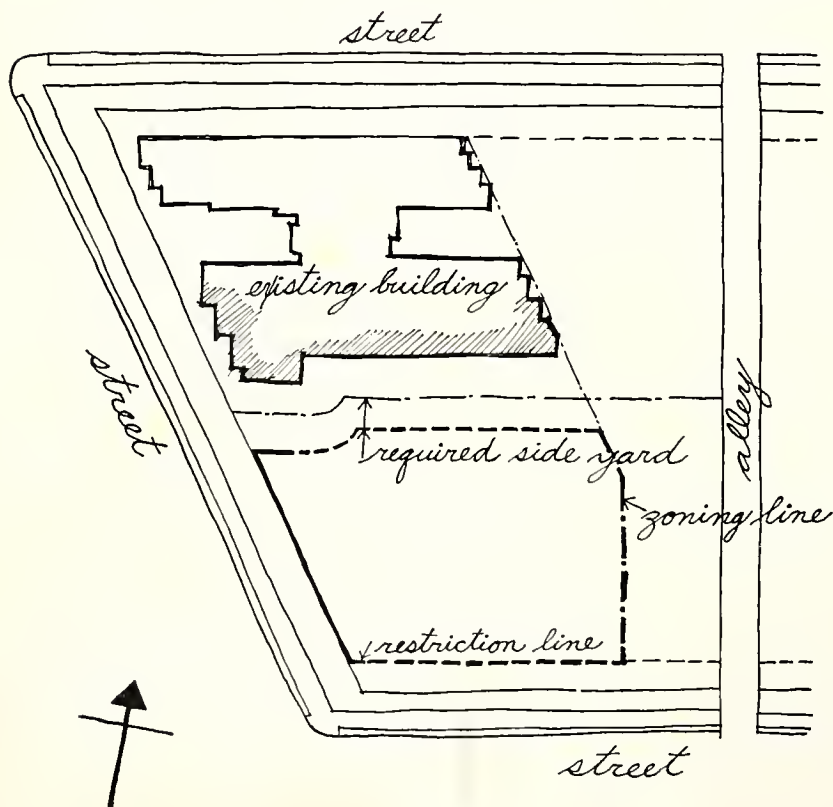 street
existing building
street
alley
required side yard
zoning line
restriction line
street